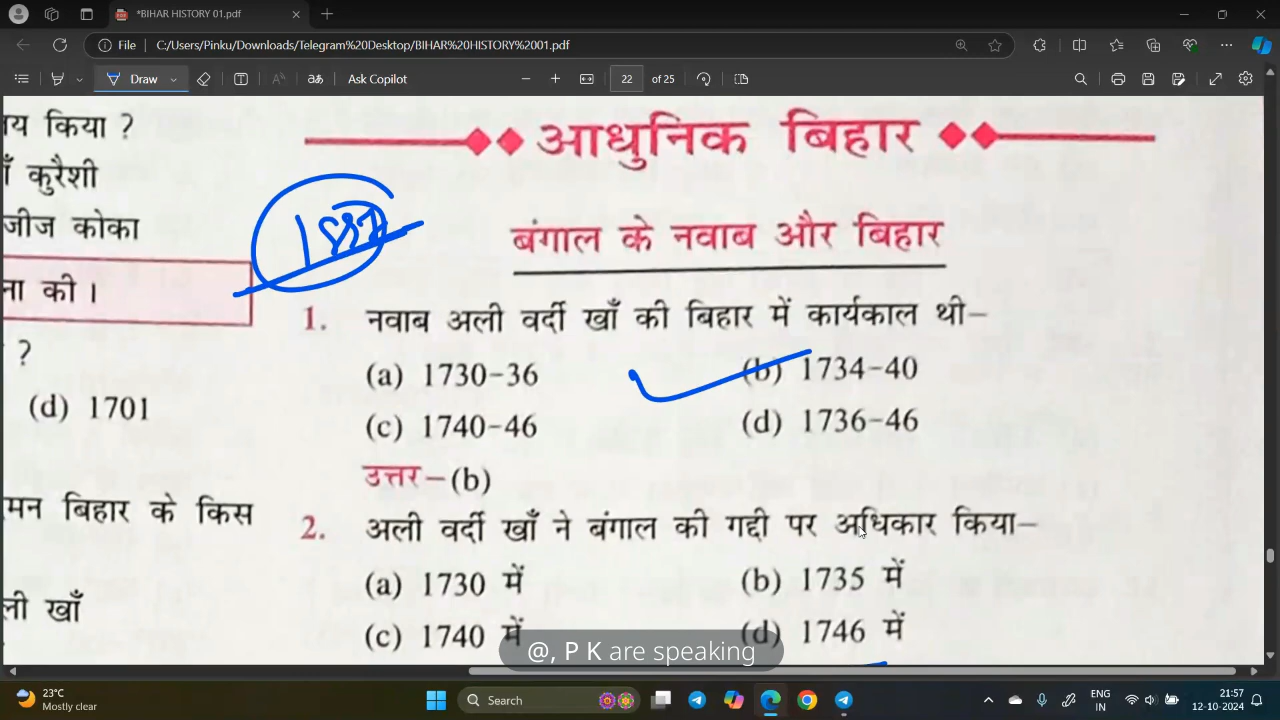 *BIHAR HISTORY 01.pdf
File
C:/Users/Pinku/Downloads/Telegram%20Desktop/BIHAR%20HISTORY%2001.pdf
Draw
Ask Copilot
22 of 25
आधुनिक बिहार
बंगाल के नवाब और बिहार
1. नवाब अली वर्दी खाँ की बिहार में कार्यकाल थी–
(a) 1730-36 (b) 1734-40
(c) 1740-46 (d) 1736-46
उत्तर–(b)
2. अली वर्दी खाँ ने बंगाल की गद्दी पर अधिकार किया–
(a) 1730 में (b) 1735 में
(c) 1740 में (d) 1746 में
किया ?
कुरैशी
कोका
ना की ।
?
(d) 1701
मन बिहार के किस
ली खाँ
@, P K are speaking
23°C
Mostly clear
Search
ENG
IN
21:57
12-10-2024